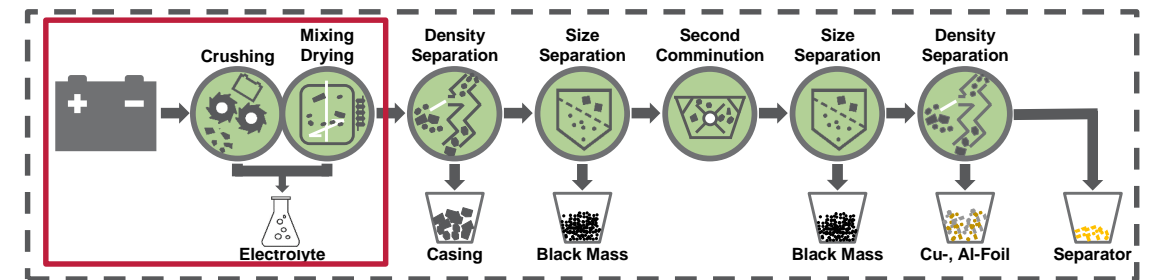 Crushing
Mixing
Drying
Density
Separation
Size
Separation
Second
Comminution
Size
Separation
Density
Separation
Electrolyte
Casing
Black Mass
Black Mass
Cu-, Al-Foil
Separator